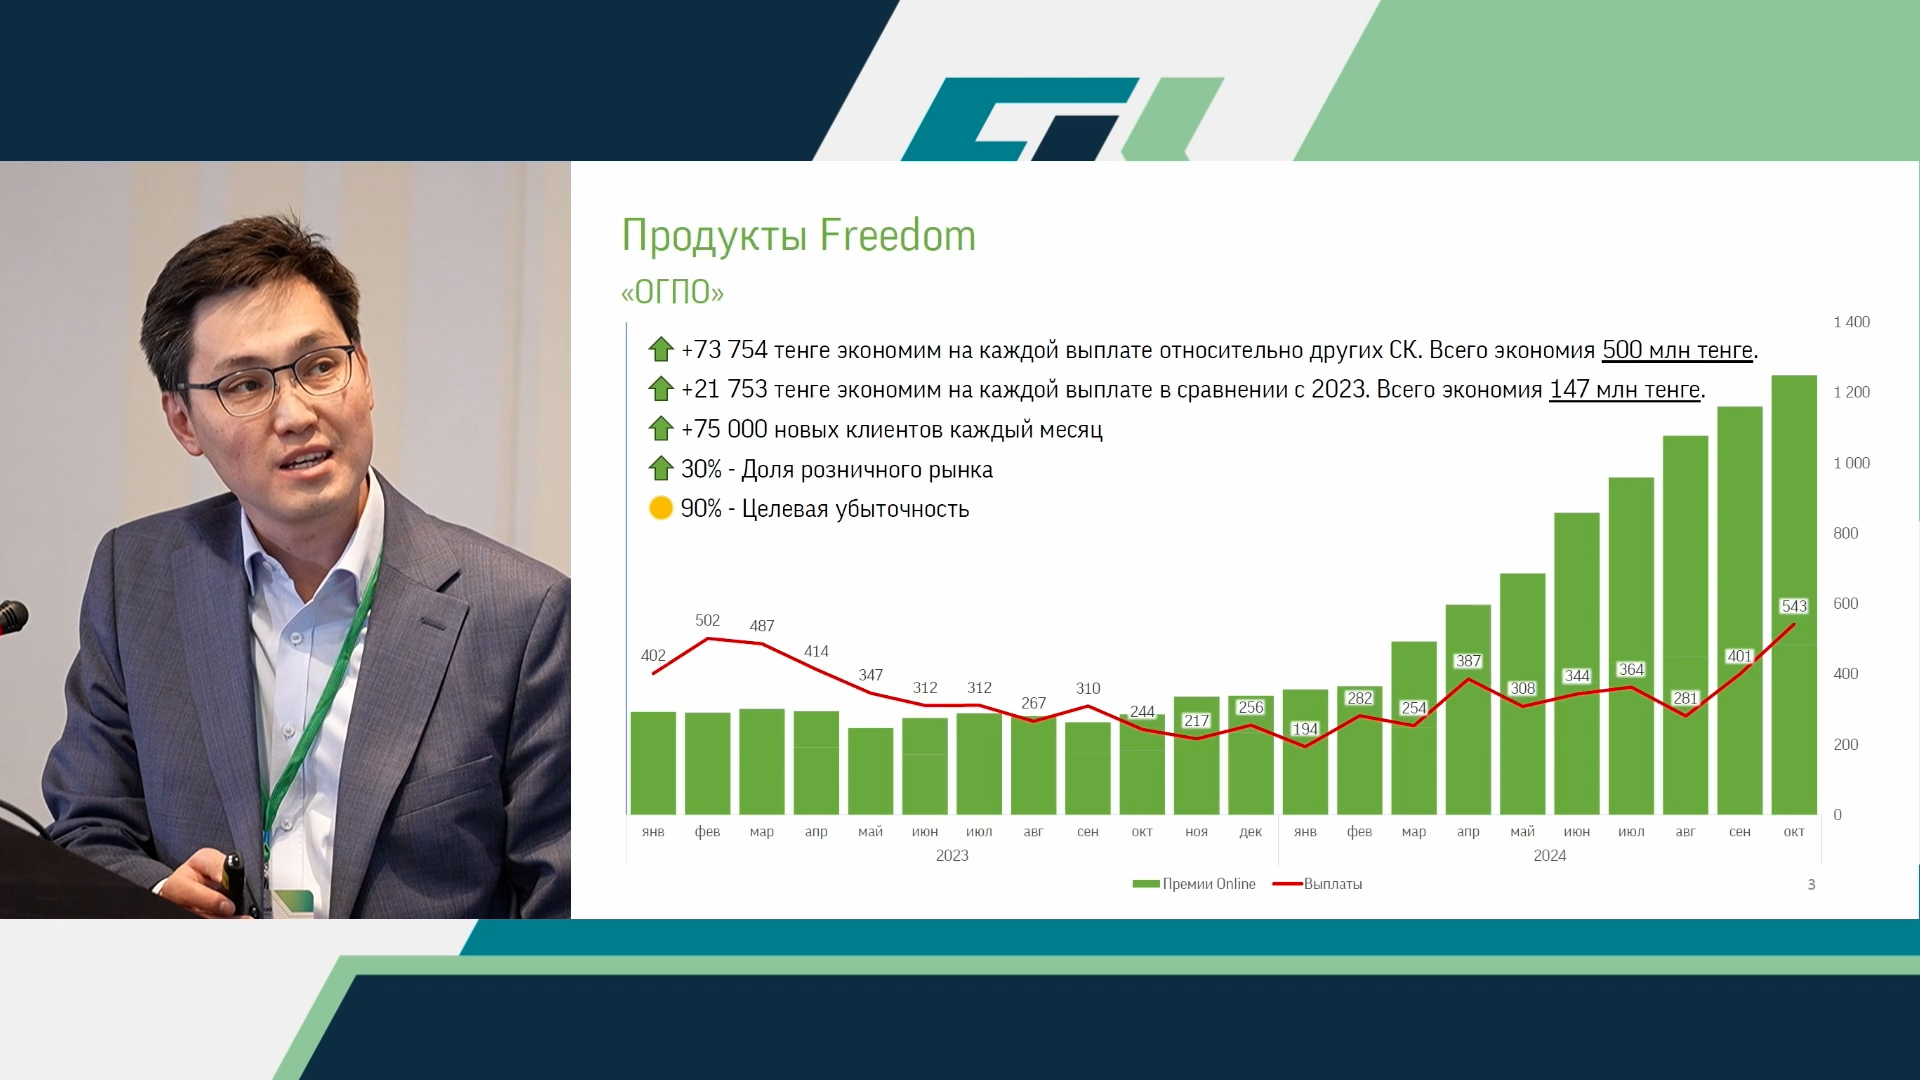 Продукты Freedom
«ОГПО»
+73 754 тенге экономим на каждой выплате относительно других СК. Всего экономия 500 млн тенге.
+21 753 тенге экономим на каждой выплате в сравнении с 2023. Всего экономия 147 млн тенге.
+75 000 новых клиентов каждый месяц
30% - Доля розничного рынка
90% - Целевая убыточность
1 400
1 200
1 000
800
600
400
200
0
402 502 487 414 347 312 312 267 310 244 217 256 194 282 254 387 308 344 364 281 401 543
янв фев мар апр май июн июл авг сен окт ноя дек янв фев мар апр май июн июл авг сен окт
2023 2024
Премии Online Выплаты
3